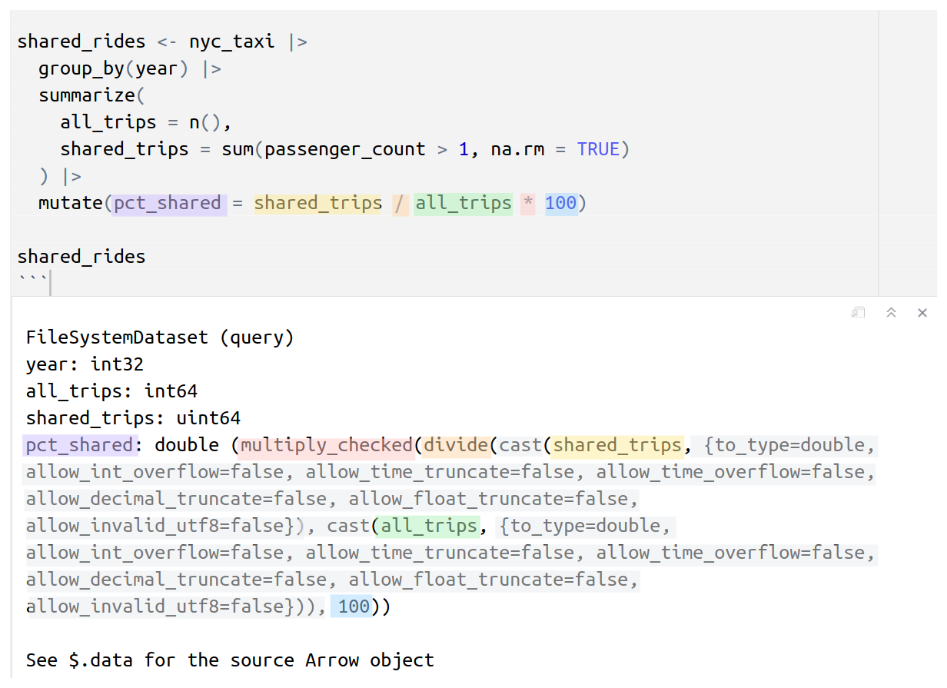 shared_rides <- nyc_taxi |>
  group_by(year) |>
  summarize(
    all_trips = n(),
    shared_trips = sum(passenger_count > 1, na.rm = TRUE)
  ) |>
  mutate(pct_shared = shared_trips / all_trips * 100)

shared_rides
```
FileSystemDataset (query)
year: int32
all_trips: int64
shared_trips: uint64
pct_shared: double (multiply_checked(divide(cast(shared_trips, {to_type=double,
allow_int_overflow=false, allow_time_truncate=false, allow_time_overflow=false,
allow_decimal_truncate=false, allow_float_truncate=false,
allow_invalid_utf8=false}), cast(all_trips, {to_type=double,
allow_int_overflow=false, allow_time_truncate=false, allow_time_overflow=false,
allow_decimal_truncate=false, allow_float_truncate=false,
allow_invalid_utf8=false})), 100))

See $.data for the source Arrow object